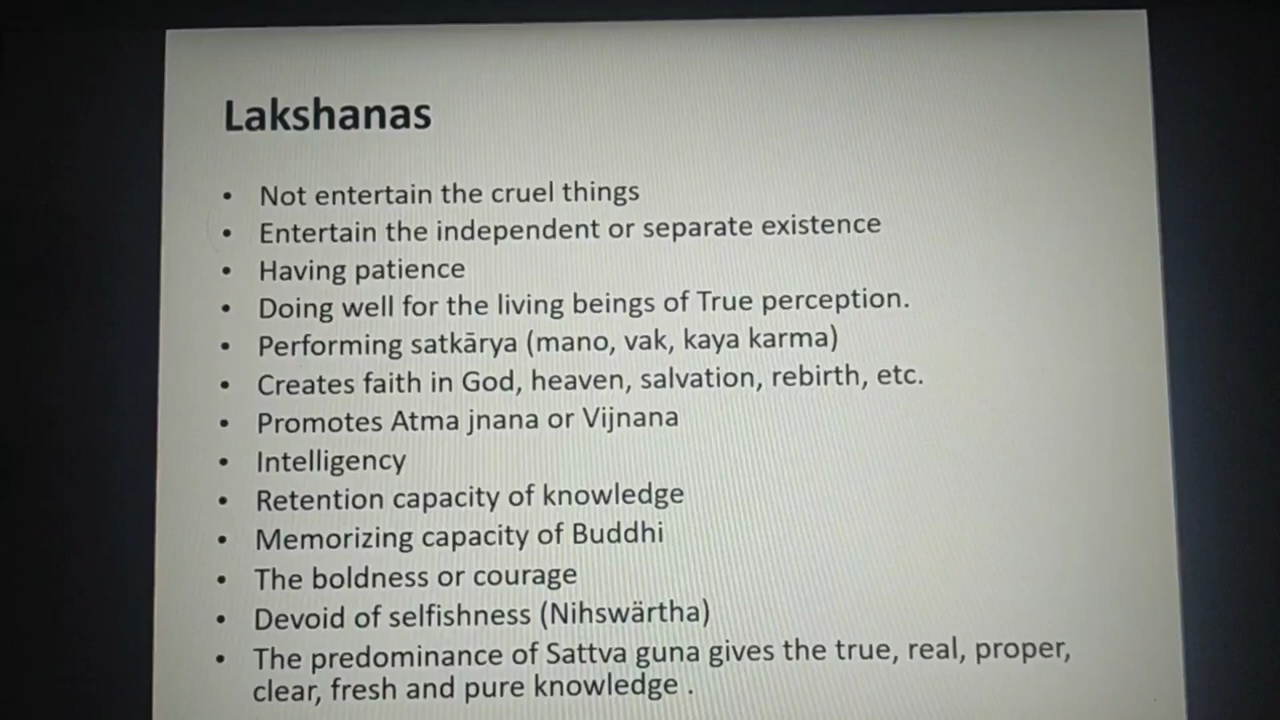 Lakshanas
• Not entertain the cruel things
• Entertain the independent or separate existence
• Having patience
• Doing well for the living beings of True perception.
• Performing satkārya (mano, vak, kaya karma)
• Creates faith in God, heaven, salvation, rebirth, etc.
• Promotes Atma jnana or Vijnana
• Intelligency
• Retention capacity of knowledge
• Memorizing capacity of Buddhi
• The boldness or courage
• Devoid of selfishness (Nihswärtha)
• The predominance of Sattva guna gives the true, real, proper,
clear, fresh and pure knowledge .